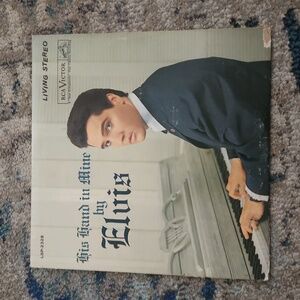 LIVING STEREO
RCA VICTOR
His Hand in Mine
by
Elvis
LSP-2328